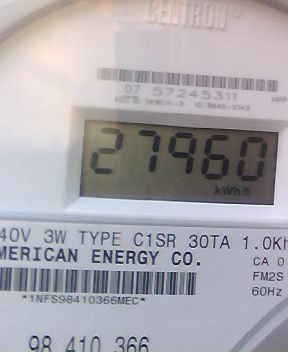 CENTRON®
07 57245311
27960
kWh
40V 3W TYPE C1SR 30TA 1.0Kh
MERICAN ENERGY CO.
CA 0
FM2S
60Hz
*1NFS98410366MEC*
98 410 366